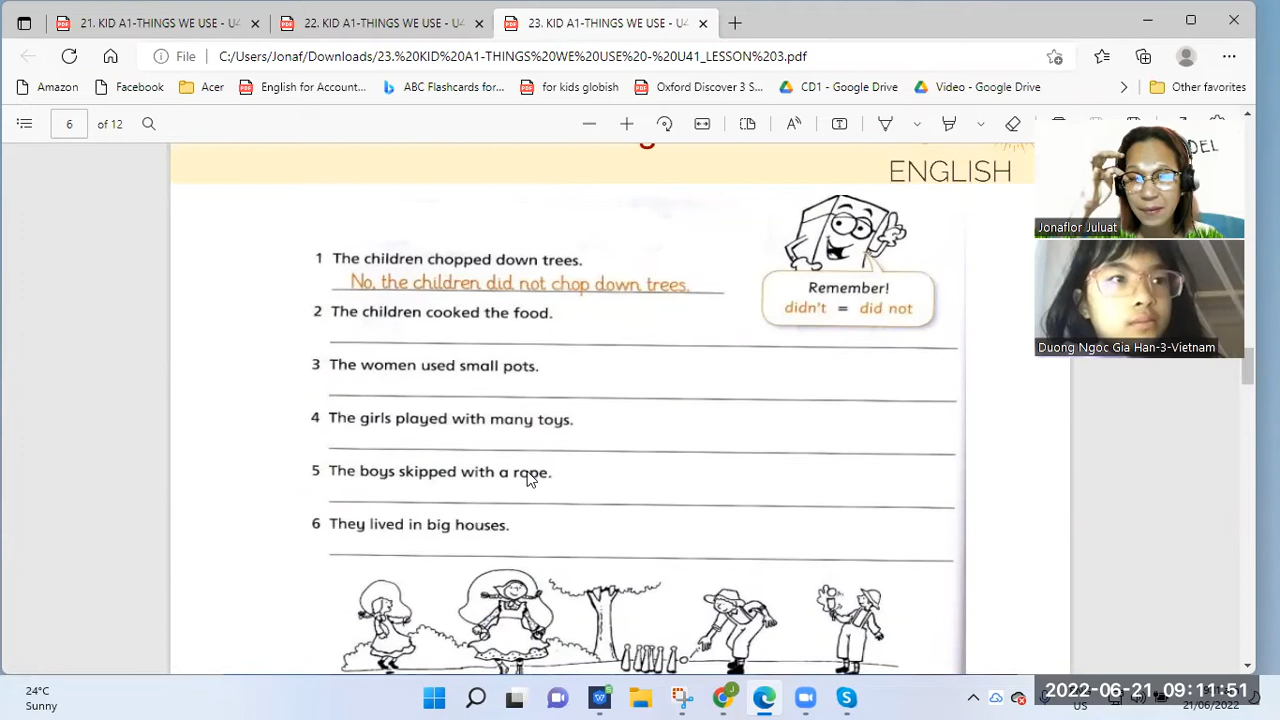 21. KID A1-THINGS WE USE - U4
22. KID A1-THINGS WE USE - U4
23. KID A1-THINGS WE USE - U
File
C:/Users/Jonaf/Downloads/23.%20KID%20A1-THINGS%20WE%20USE%20-%20U41_LESSON%203.pdf
Amazon
Facebook
Acer
English for Account...
ABC Flashcards for...
for kids globish
Oxford Discover 3 S...
CD1 - Google Drive
Video - Google Drive
Other favorites
6 of 12
ENGLISH
1 The children chopped down trees.
No, the children did not chop down trees.
Remember!
didn't = did not
2 The children cooked the food.
3 The women used small pots.
4 The girls played with many toys.
5 The boys skipped with a rope.
6 They lived in big houses.
DEL
Jonaflor Juluat
Duong Ngoc Gia Han-3-Vietnam
24°C
Sunny
2022-06-21, 09:11:51
US
21/06/2022